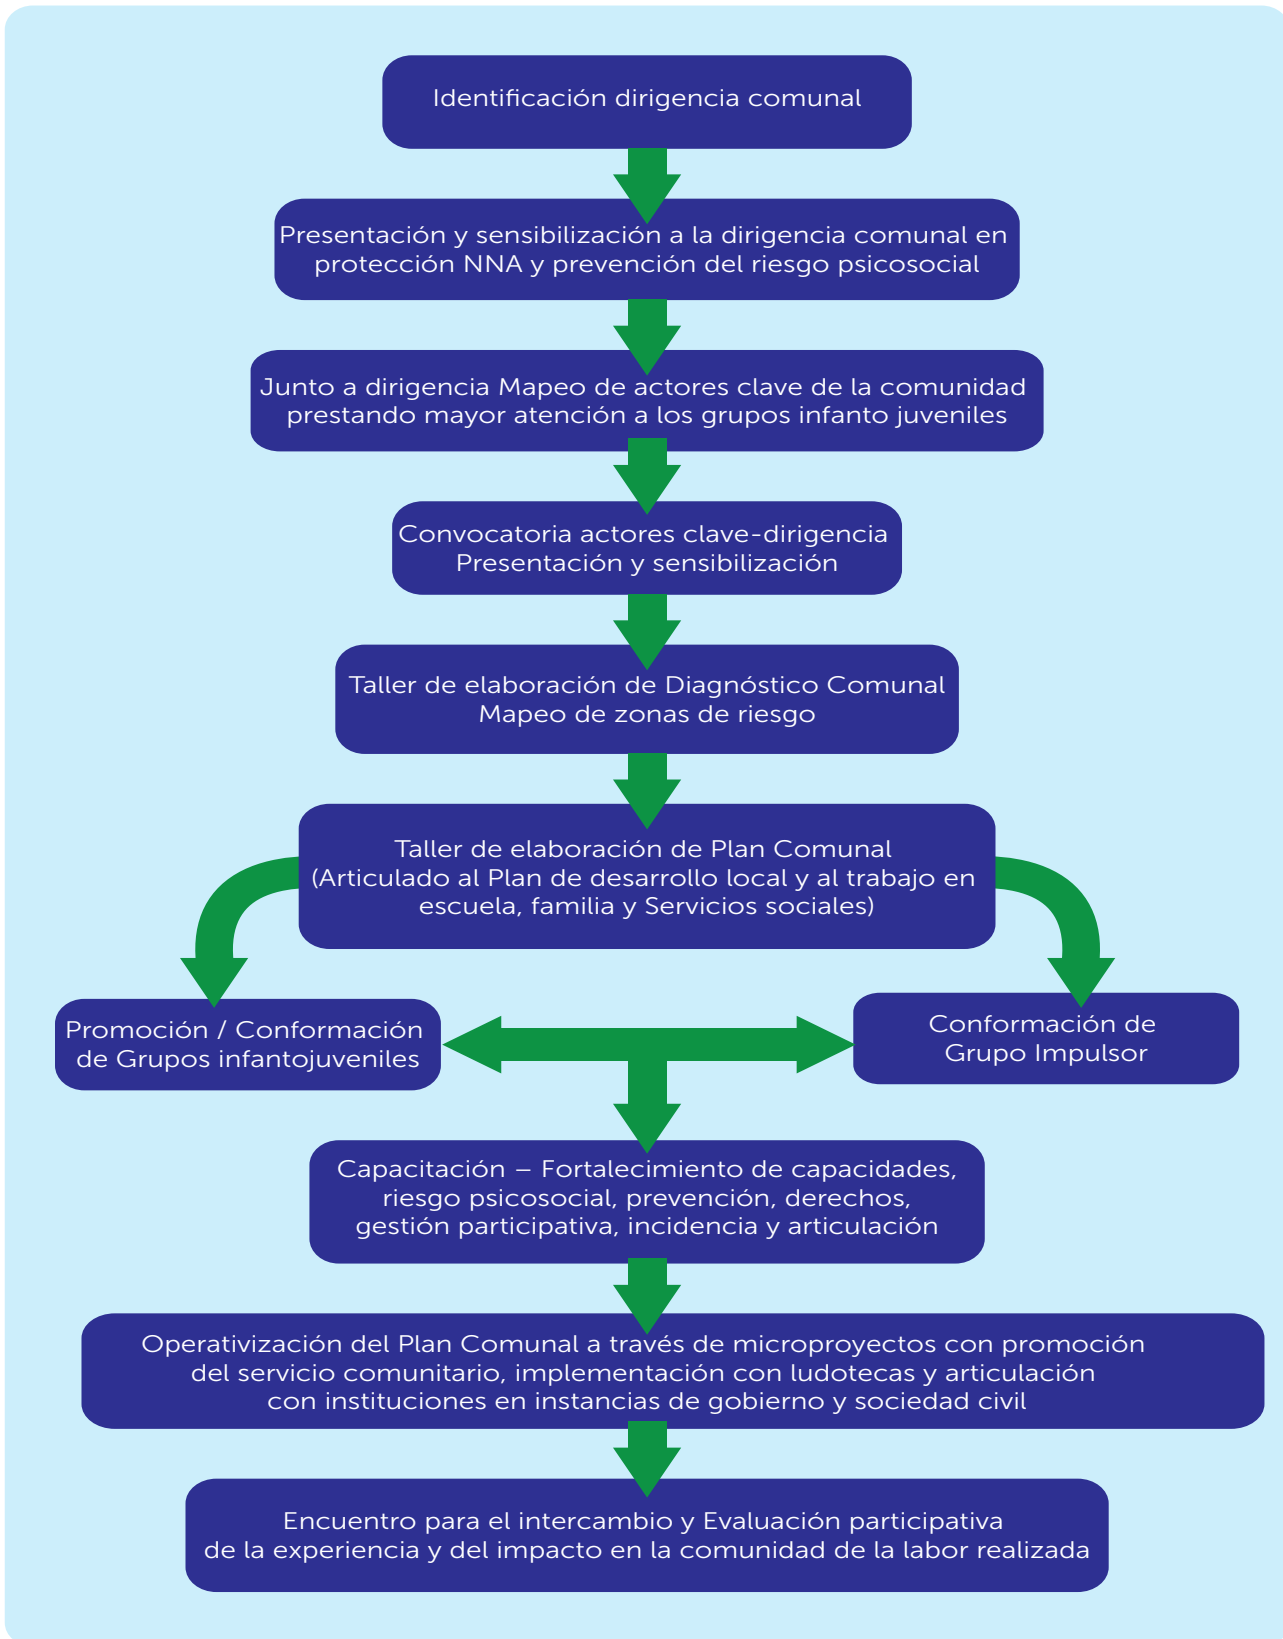 Identificación dirigencia comunal
Presentación y sensibilización a la dirigencia comunal en
protección NNA y prevención del riesgo psicosocial
Junto a dirigencia Mapeo de actores clave de la comunidad
prestando mayor atención a los grupos infanto juveniles
Convocatoria actores clave-dirigencia
Presentación y sensibilización
Taller de elaboración de Diagnóstico Comunal
Mapeo de zonas de riesgo
Taller de elaboración de Plan Comunal
(Articulado al Plan de desarrollo local y al trabajo en
escuela, familia y Servicios sociales)
Promoción / Conformación
de Grupos infantojuveniles
Conformación de
Grupo Impulsor
Capacitación – Fortalecimiento de capacidades,
riesgo psicosocial, prevención, derechos,
gestión participativa, incidencia y articulación
Operativización del Plan Comunal a través de microproyectos con promoción
del servicio comunitario, implementación con ludotecas y articulación
con instituciones en instancias de gobierno y sociedad civil
Encuentro para el intercambio y Evaluación participativa
de la experiencia y del impacto en la comunidad de la labor realizada